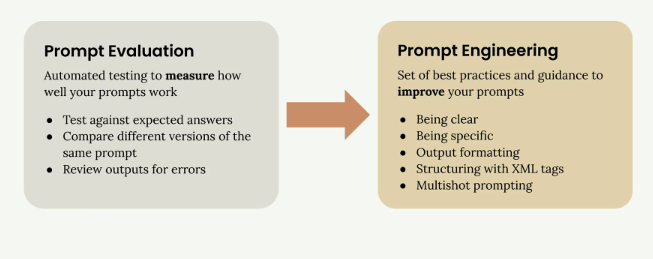 Prompt Evaluation
Automated testing to measure how
well your prompts work
● Test against expected answers
● Compare different versions of the
same prompt
● Review outputs for errors
Prompt Engineering
Set of best practices and guidance to
improve your prompts
● Being clear
● Being specific
● Output formatting
● Structuring with XML tags
● Multishot prompting